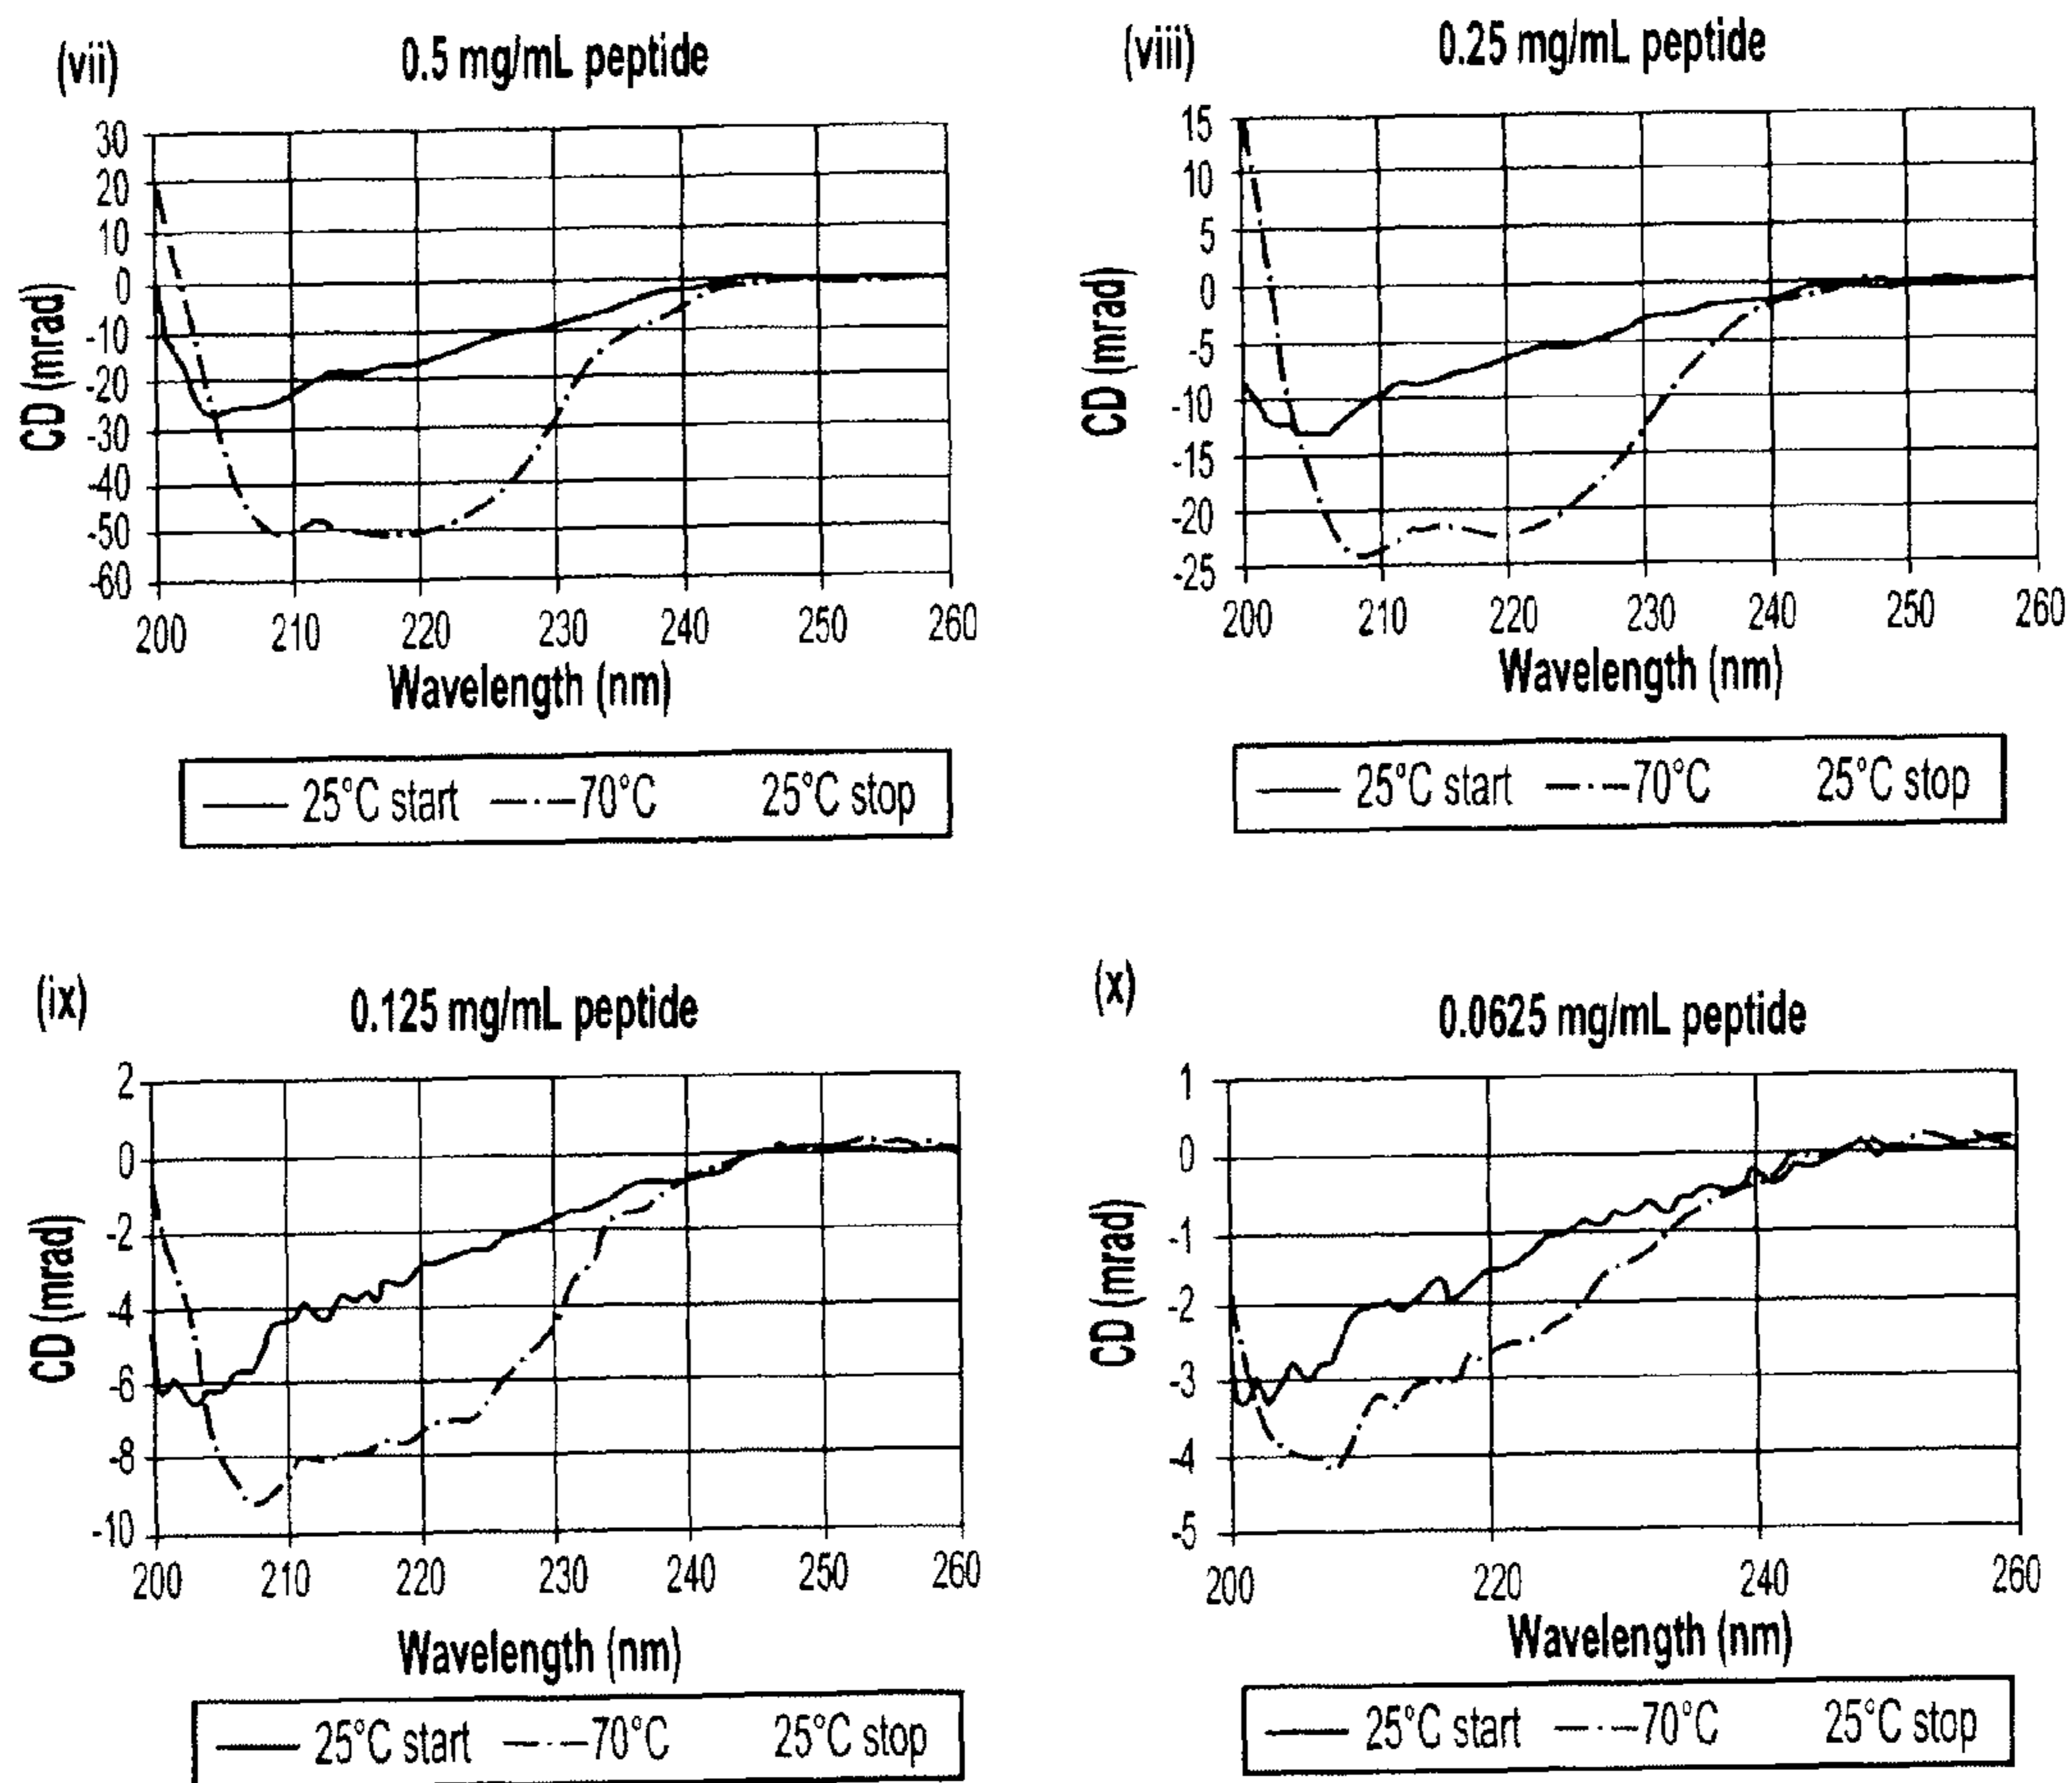 (vii) 0.5 mg/mL peptide
CD (mrad)
30
20
10
0
-10
-20
-30
-40
-50
-60
200 210 220 230 240 250 260
Wavelength (nm)
25°C start 70°C 25°C stop
(viii) 0.25 mg/mL peptide
CD (mrad)
15
10
5
0
-5
-10
-15
-20
-25
200 210 220 230 240 250 260
Wavelength (nm)
25°C start 70°C 25°C stop
(ix) 0.125 mg/mL peptide
CD (mrad)
2
0
-2
-4
-6
-8
-10
200 210 220 230 240 250 260
Wavelength (nm)
25°C start 70°C 25°C stop
(x) 0.0625 mg/mL peptide
CD (mrad)
1
0
-1
-2
-3
-4
-5
200 220 240 260
Wavelength (nm)
25°C start 70°C 25°C stop